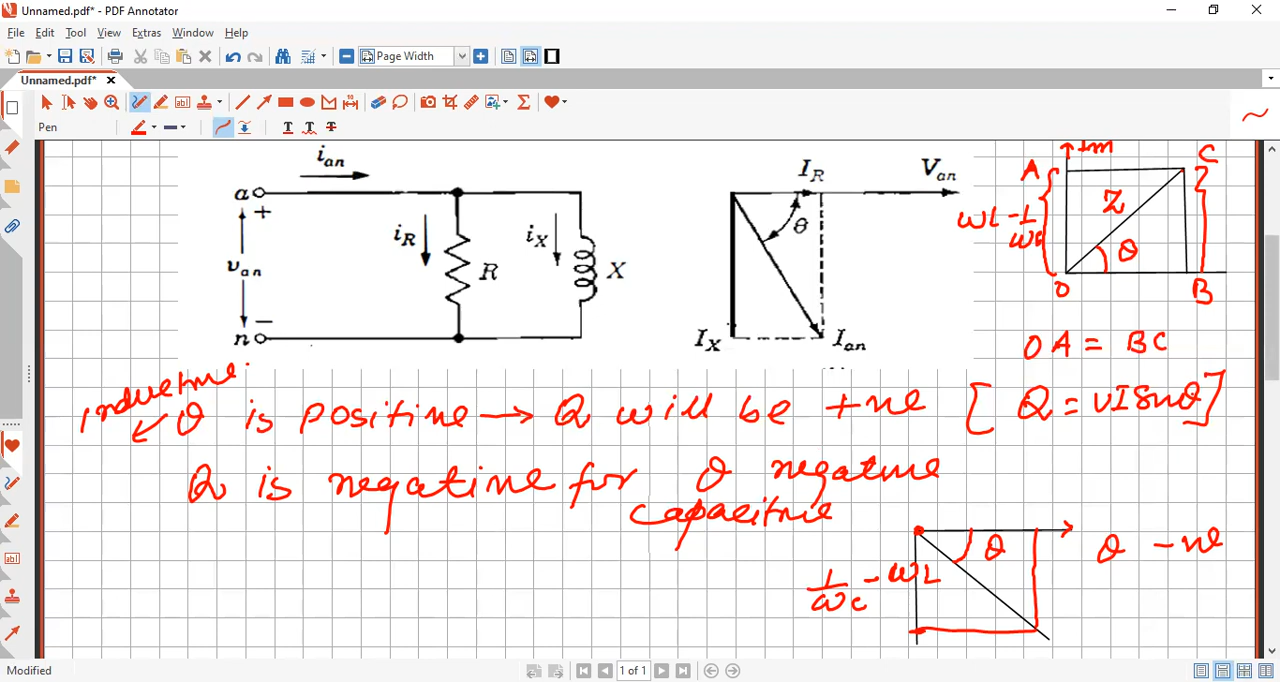 Unnamed.pdf* - PDF Annotator
File Edit Tool View Extras Window Help
Page Width
Unnamed.pdf*
Pen
i_an
a
+
v_an
−
n
i_R
R
i_X
X
I_R
V_an
θ
I_X
I_an
Im
A
C
ωL - 1/ωC
Z
θ
O
B
OA = BC
inductive
θ is positive → Q will be +ve [Q = VI Sinθ]
Q is negative for θ negative
capacitive
θ
θ -ve
1/ωC - ωL
Modified
1 of 1